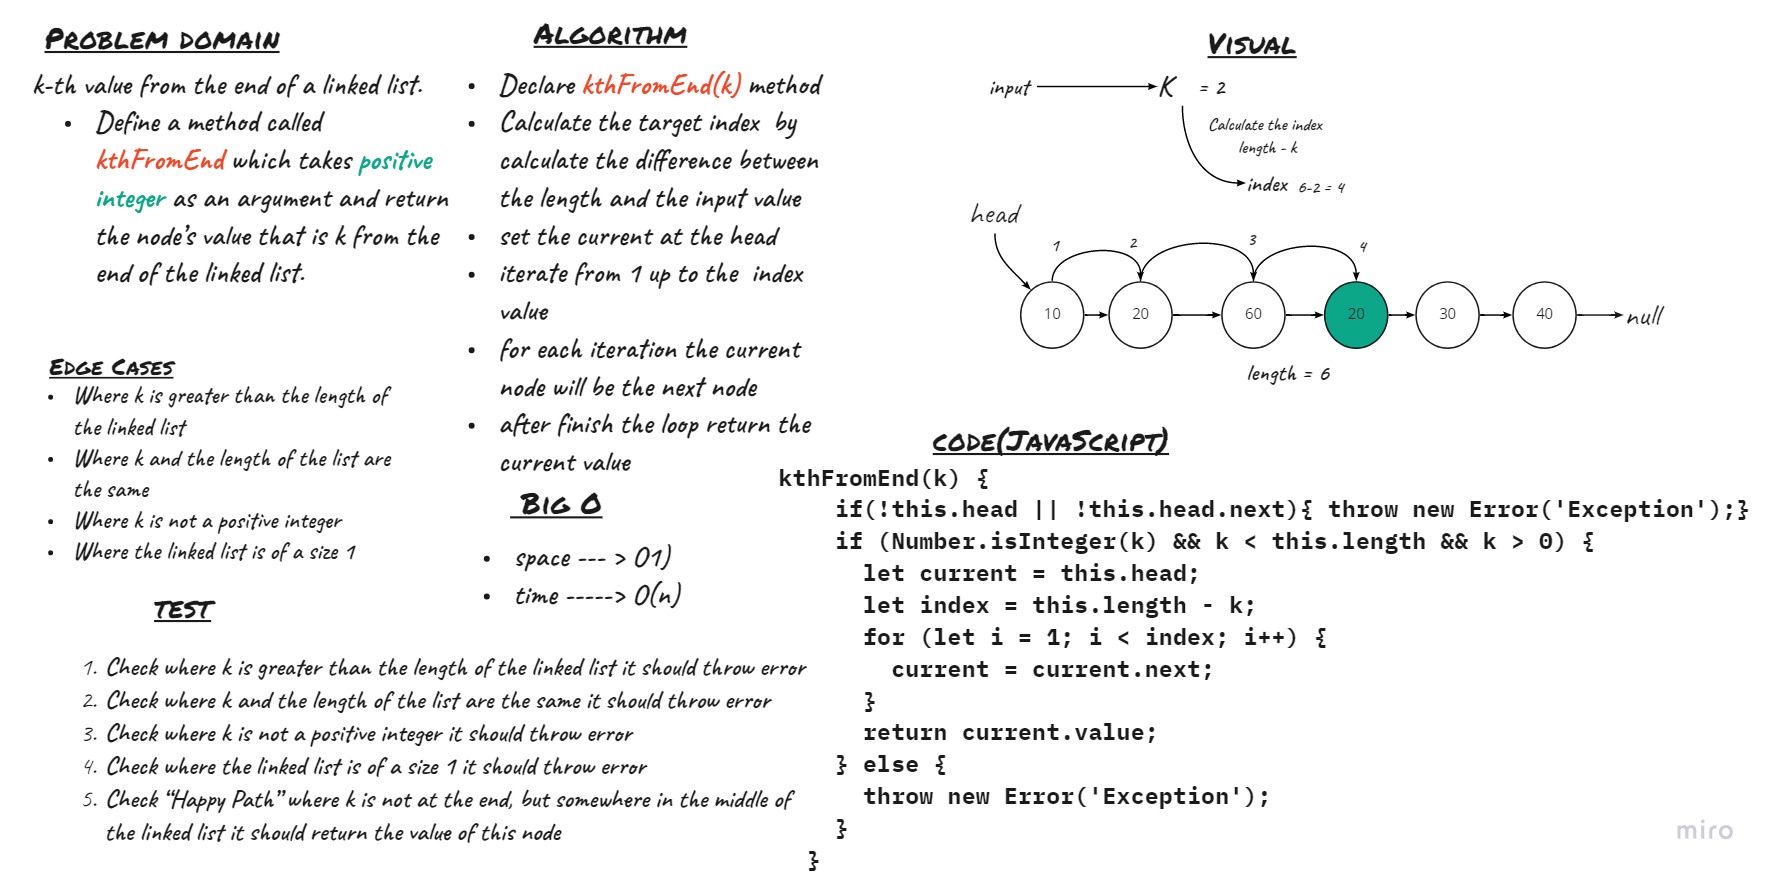 PROBLEM DOMAIN
k-th value from the end of a linked list.
• Define a method called
kthFromEnd which takes positive
integer as an argument and return
the node's value that is k from the
end of the linked list.
EDGE CASES
• Where k is greater than the length of
the linked list
• Where k and the length of the list are
the same
• Where k is not a positive integer
• Where the linked list is of a size 1
ALGORITHM
• Declare kthFromEnd(k) method
• Calculate the target index by
calculate the difference between
the length and the input value
• set the current at the head
• iterate from 1 up to the index
value
• for each iteration the current
node will be the next node
• after finish the loop return the
current value
BIG O
• space --- > O1)
• time -----> O(n)
TEST
1. Check where k is greater than the length of the linked list it should throw error
2. Check where k and the length of the list are the same it should throw error
3. Check where k is not a positive integer it should throw error
4. Check where the linked list is of a size 1 it should throw error
5. Check “Happy Path” where k is not at the end, but somewhere in the middle of
the linked list it should return the value of this node
VISUAL
input K = 2
Calculate the index
length - k
index 6-2 = 4
head
1 2 3 4
10 20 60 20 30 40 null
length = 6
CODE(JAVASCRIPT)
kthFromEnd(k) {
if(!this.head || !this.head.next){ throw new Error('Exception');}
if (Number.isInteger(k) && k < this.length && k > 0) {
let current = this.head;
let index = this.length - k;
for (let i = 1; i < index; i++) {
current = current.next;
}
return current.value;
} else {
throw new Error('Exception');
}
}
miro